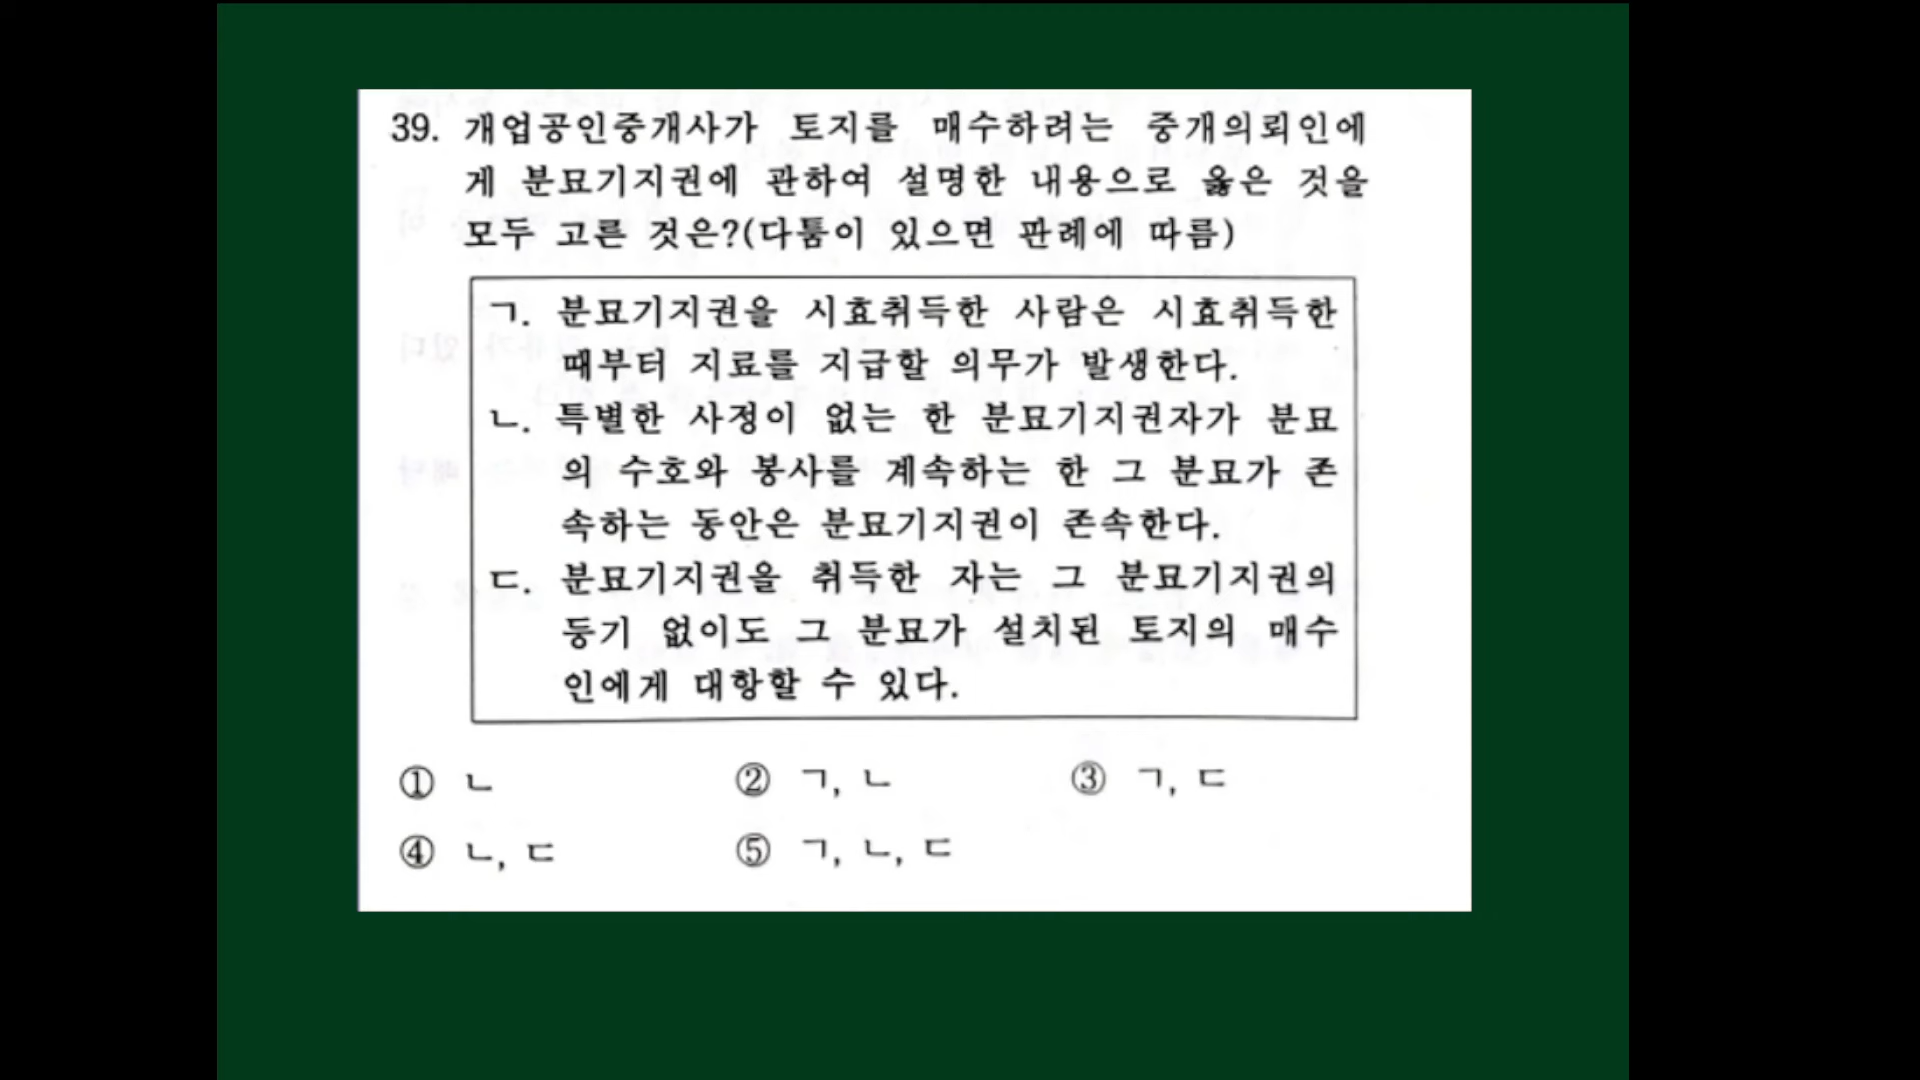 39. 개업공인중개사가 토지를 매수하려는 중개의뢰인에
게 분묘기지권에 관하여 설명한 내용으로 옳은 것을
모두 고른 것은?(다툼이 있으면 판례에 따름)
ㄱ. 분묘기지권을 시효취득한 사람은 시효취득한
때부터 지료를 지급할 의무가 발생한다.
ㄴ. 특별한 사정이 없는 한 분묘기지권자가 분묘
의 수호와 봉사를 계속하는 한 그 분묘가 존
속하는 동안은 분묘기지권이 존속한다.
ㄷ. 분묘기지권을 취득한 자는 그 분묘기지권의
등기 없이도 그 분묘가 설치된 토지의 매수
인에게 대항할 수 있다.
① ㄴ ② ㄱ, ㄴ ③ ㄱ, ㄷ
④ ㄴ, ㄷ ⑤ ㄱ, ㄴ, ㄷ